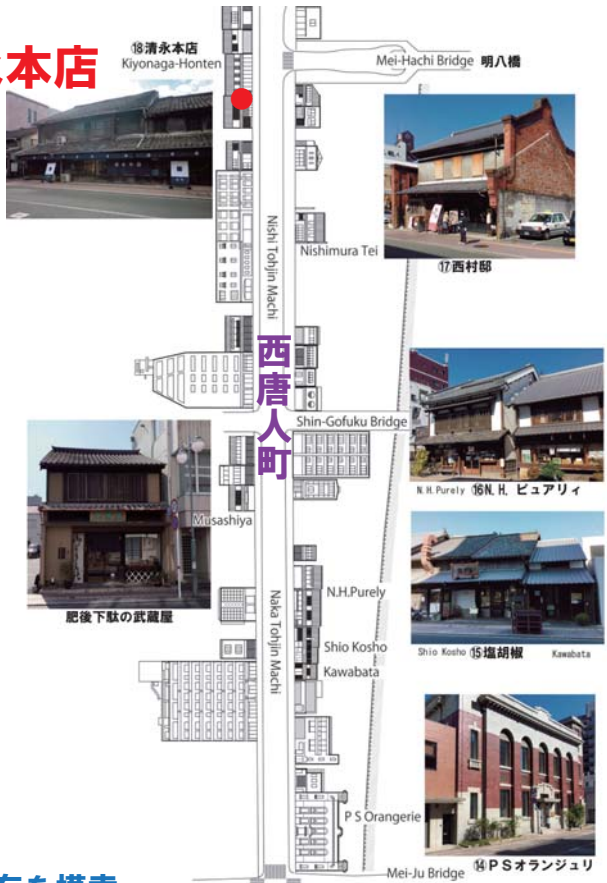 本店
⑱清永本店
Kiyonaga-Honten
Mei-Hachi Bridge 明八橋
Nishi Tohjin Machi
Nishimura Tei
⑰西村邸
西唐人町
Shin-Gofuku Bridge
N.H.Purely ⑯N.H. ピュアリィ
Musashiya
肥後下駄の武蔵屋
Naka Tohjin Machi
N.H.Purely
Shio Kosho
Kawabata
Shio Kosho ⑮塩胡椒 Kawabata
P S Orangerie
⑭PSオランジュリ
Mei-Ju Bridge